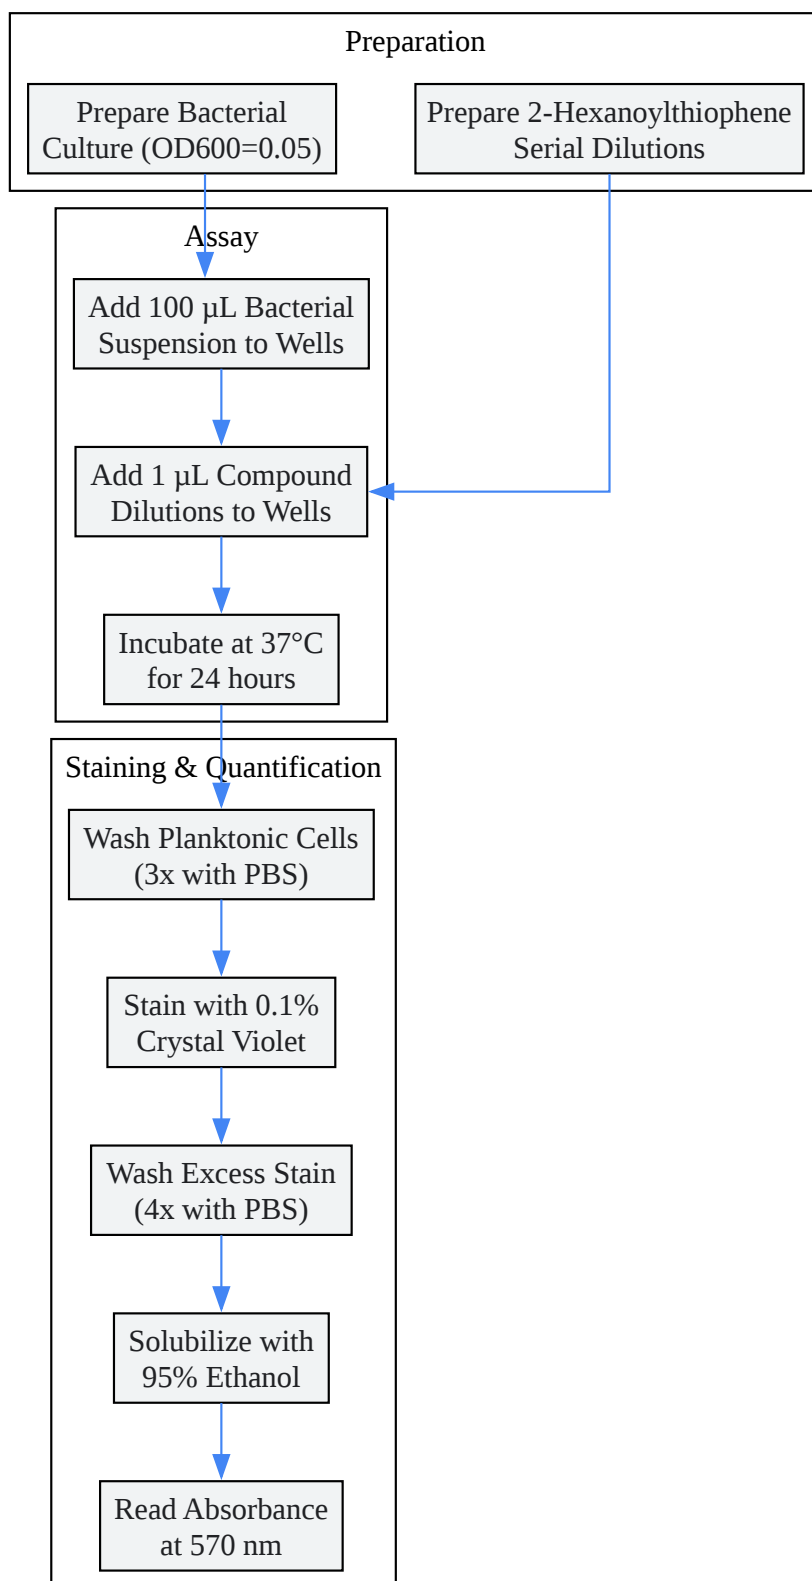 Preparation
Prepare Bacterial
Culture (OD600=0.05)
Prepare 2-Hexanoylthiophene
Serial Dilutions
Assay
Add 100 µL Bacterial
Suspension to Wells
Add 1 µL Compound
Dilutions to Wells
Incubate at 37°C
for 24 hours
Staining & Quantification
Wash Planktonic Cells
(3x with PBS)
Stain with 0.1%
Crystal Violet
Wash Excess Stain
(4x with PBS)
Solubilize with
95% Ethanol
Read Absorbance
at 570 nm